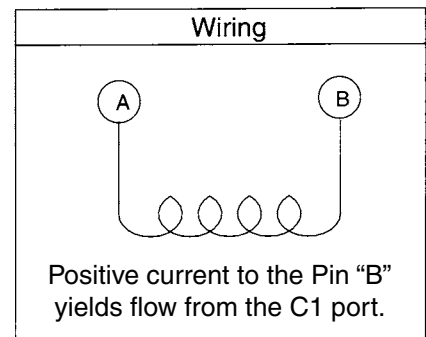 Wiring
A B
Positive current to the Pin “B”
yields flow from the C1 port.